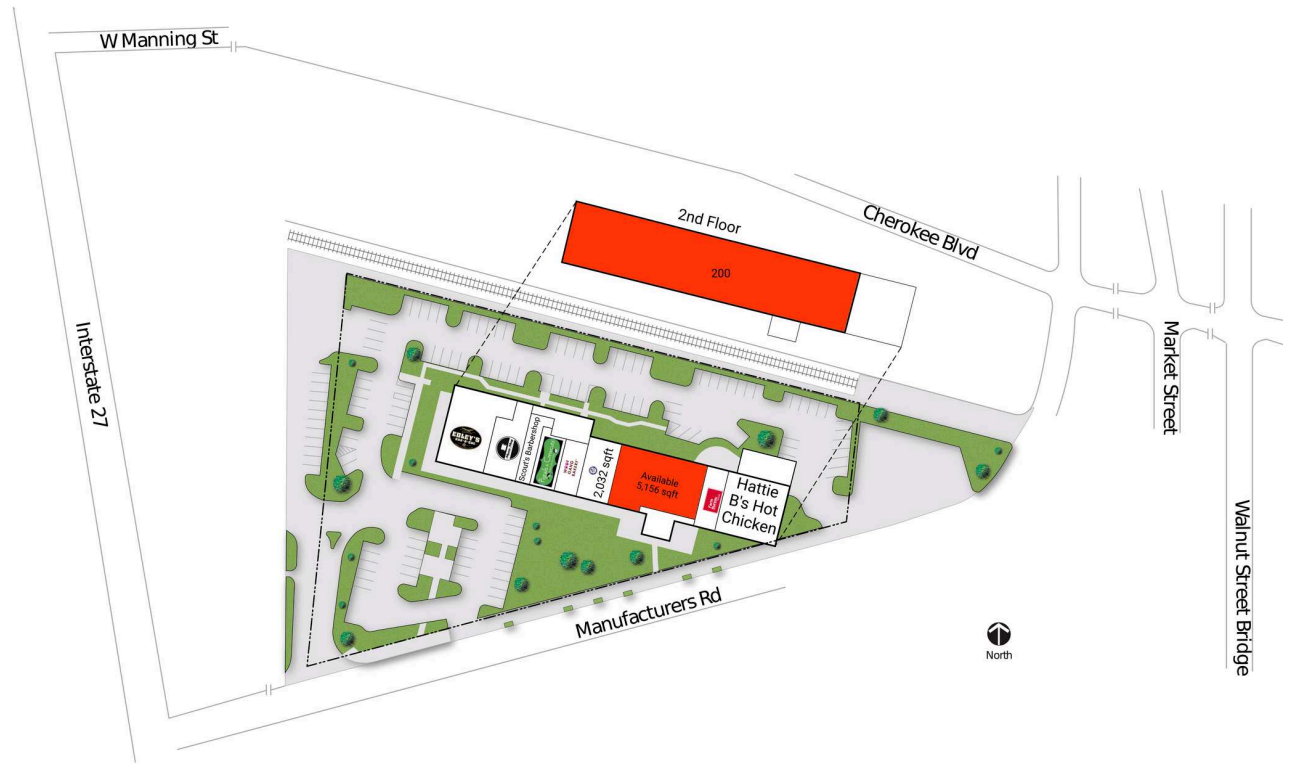 W Manning St
Cherokee Blvd
2nd Floor
200
Interstate 27
Market Street
EDLEY'S
Scout's Barbershop
2,032 sqft
Available
5,156 sqft
Hattie
B's Hot
Chicken
Walnut Street Bridge
Manufacturers Rd
North